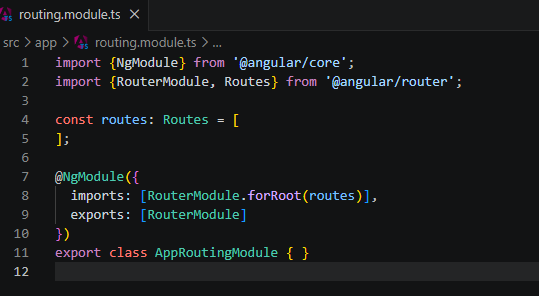 routing.module.ts ×
src > app > routing.module.ts > ...
1 import {NgModule} from '@angular/core';
2 import {RouterModule, Routes} from '@angular/router';
3
4 const routes: Routes = [
5 ];
6
7 @NgModule({
8   imports: [RouterModule.forRoot(routes)],
9   exports: [RouterModule]
10 })
11 export class AppRoutingModule { }
12